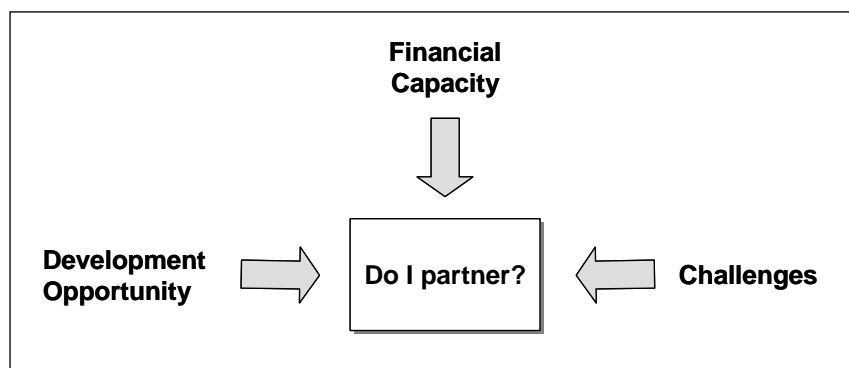 Financial
Capacity
Development
Opportunity
Do I partner?
Challenges